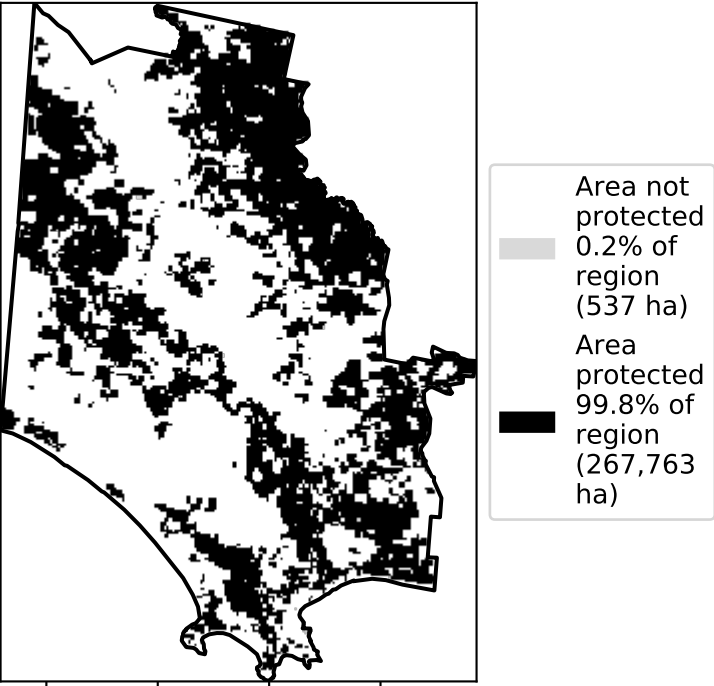 Area not
protected
0.2% of
region
(537 ha)
Area
protected
99.8% of
region
(267,763
ha)